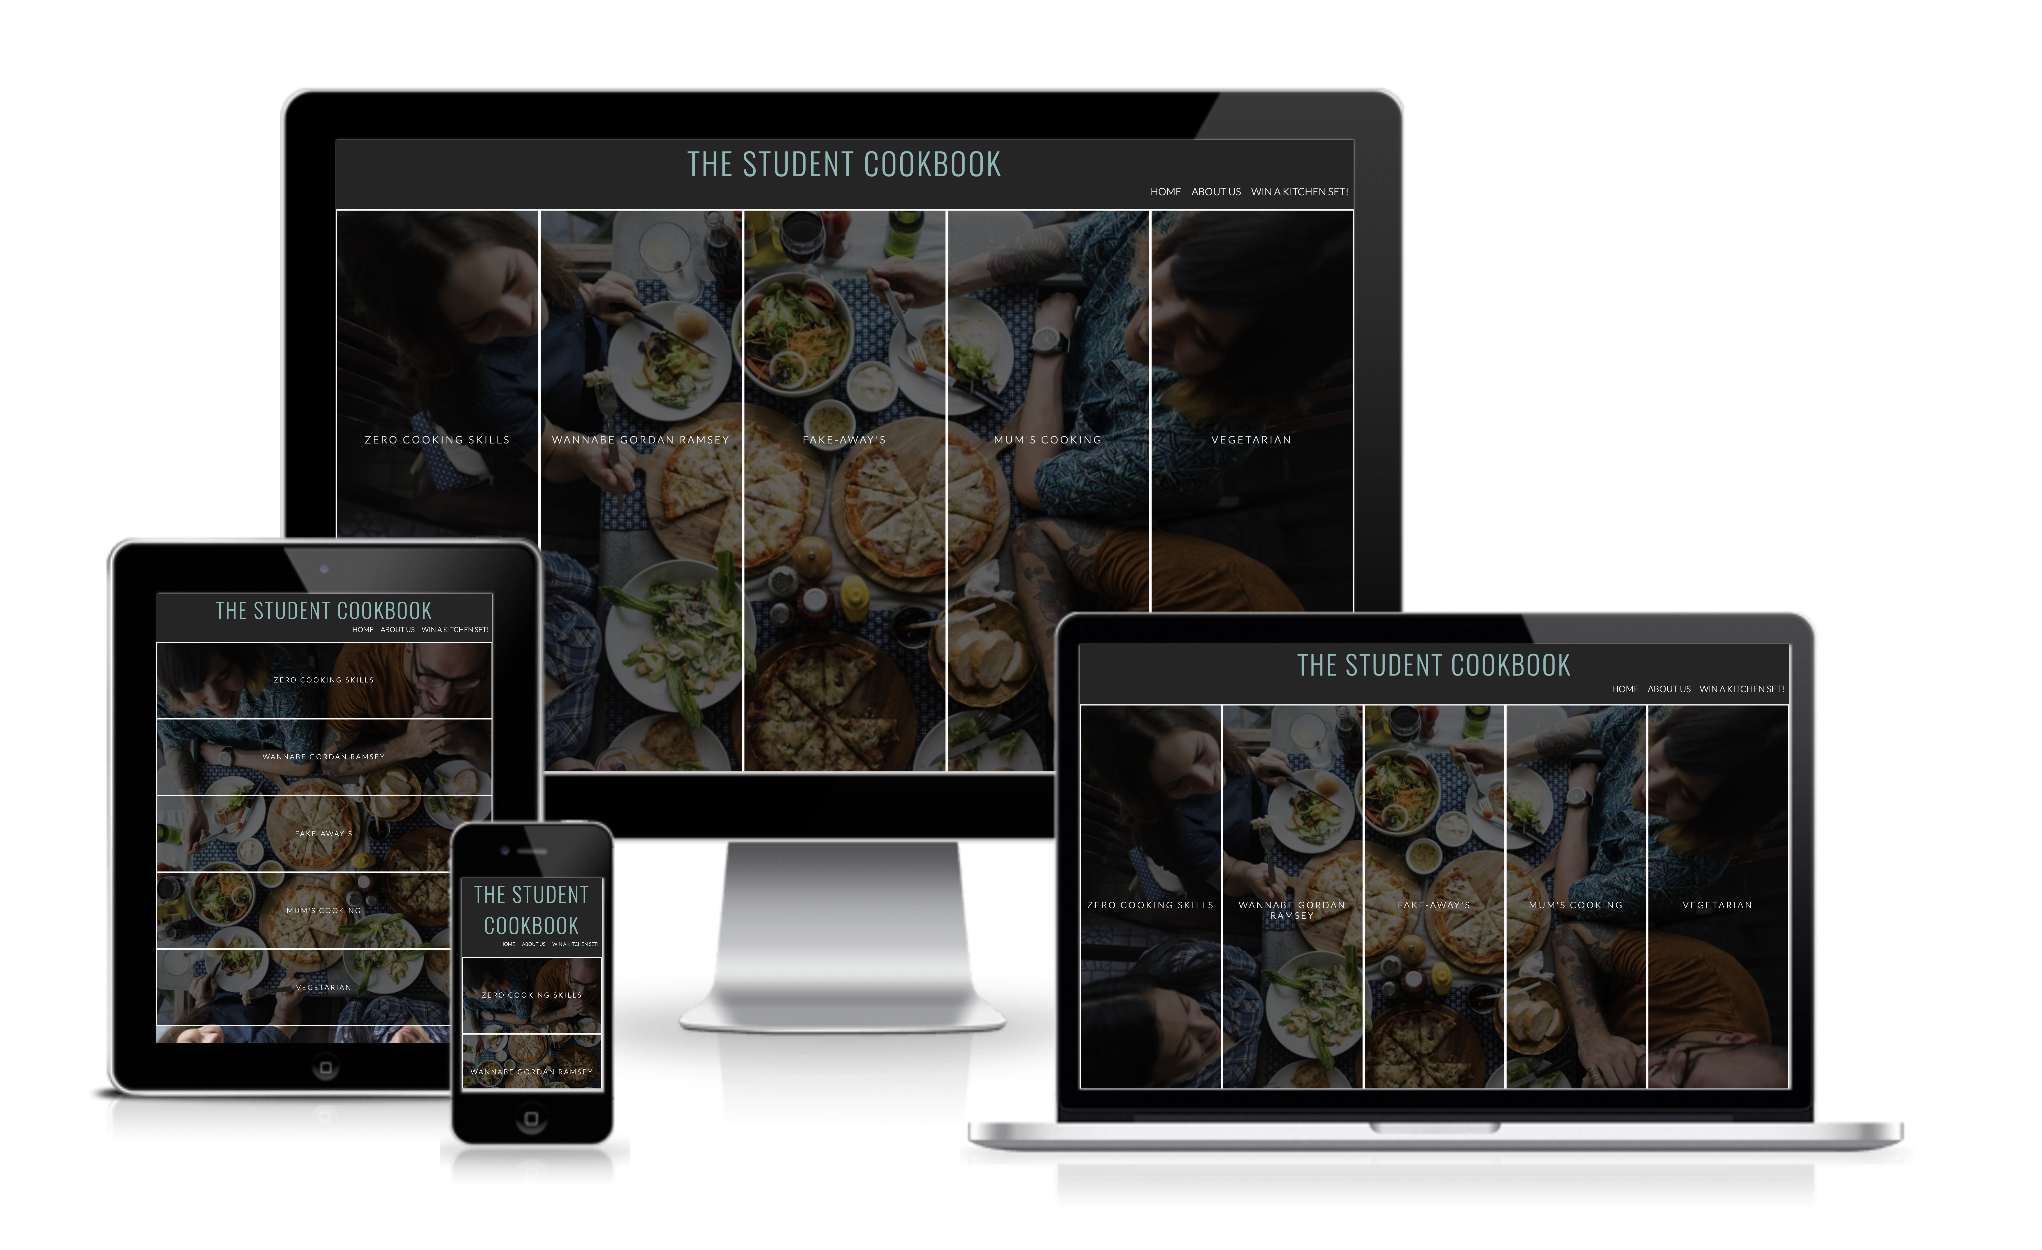 THE STUDENT COOKBOOK
HOME ABOUT US WIN A KITCHEN SET!
ZERO COOKING SKILLS
WANNABE GORDAN RAMSEY
FAKE-AWAY'S
MUM'S COOKING
VEGETARIAN
THE STUDENT COOKBOOK
HOME ABOUT US WIN A KITCHEN SET!
ZERO COOKING SKILLS
WANNABE GORDAN RAMSEY
FAKE-AWAY'S
MUM'S COOKING
VEGETARIAN
THE STUDENT
COOKBOOK
HOME ABOUT US WIN A KITCHEN SET!
ZERO COOKING SKILLS
WANNABE GORDAN RAMSEY
THE STUDENT COOKBOOK
HOME ABOUT US WIN A KITCHEN SET!
ZERO COOKING SKILLS
WANNABE GORDAN
RAMSEY
FAKE-AWAY'S
MUM'S COOKING
VEGETARIAN